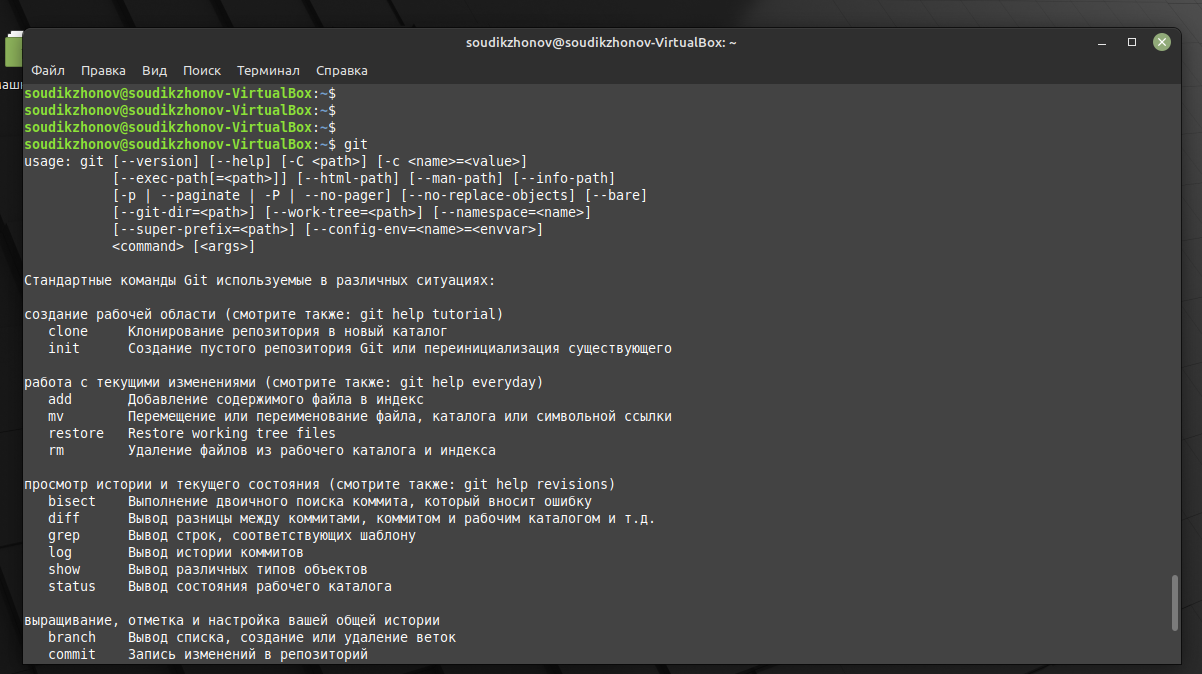 soudikzhonov@soudikzhonov-VirtualBox: ~
Файл Правка Вид Поиск Терминал Справка
soudikzhonov@soudikzhonov-VirtualBox:~$
soudikzhonov@soudikzhonov-VirtualBox:~$
soudikzhonov@soudikzhonov-VirtualBox:~$
soudikzhonov@soudikzhonov-VirtualBox:~$ git
usage: git [--version] [--help] [-C <path>] [-c <name>=<value>]
           [--exec-path[=<path>]] [--html-path] [--man-path] [--info-path]
           [-p | --paginate | -P | --no-pager] [--no-replace-objects] [--bare]
           [--git-dir=<path>] [--work-tree=<path>] [--namespace=<name>]
           [--super-prefix=<path>] [--config-env=<name>=<envvar>]
           <command> [<args>]

Стандартные команды Git используемые в различных ситуациях:

создание рабочей области (смотрите также: git help tutorial)
   clone     Клонирование репозитория в новый каталог
   init      Создание пустого репозитория Git или переинициализация существующего

работа с текущими изменениями (смотрите также: git help everyday)
   add       Добавление содержимого файла в индекс
   mv        Перемещение или переименование файла, каталога или символьной ссылки
   restore   Restore working tree files
   rm        Удаление файлов из рабочего каталога и индекса

просмотр истории и текущего состояния (смотрите также: git help revisions)
   bisect    Выполнение двоичного поиска коммита, который вносит ошибку
   diff      Вывод разницы между коммитами, коммитом и рабочим каталогом и т.д.
   grep      Вывод строк, соответствующих шаблону
   log       Вывод истории коммитов
   show      Вывод различных типов объектов
   status    Вывод состояния рабочего каталога

выращивание, отметка и настройка вашей общей истории
   branch    Вывод списка, создание или удаление веток
   commit    Запись изменений в репозиторий